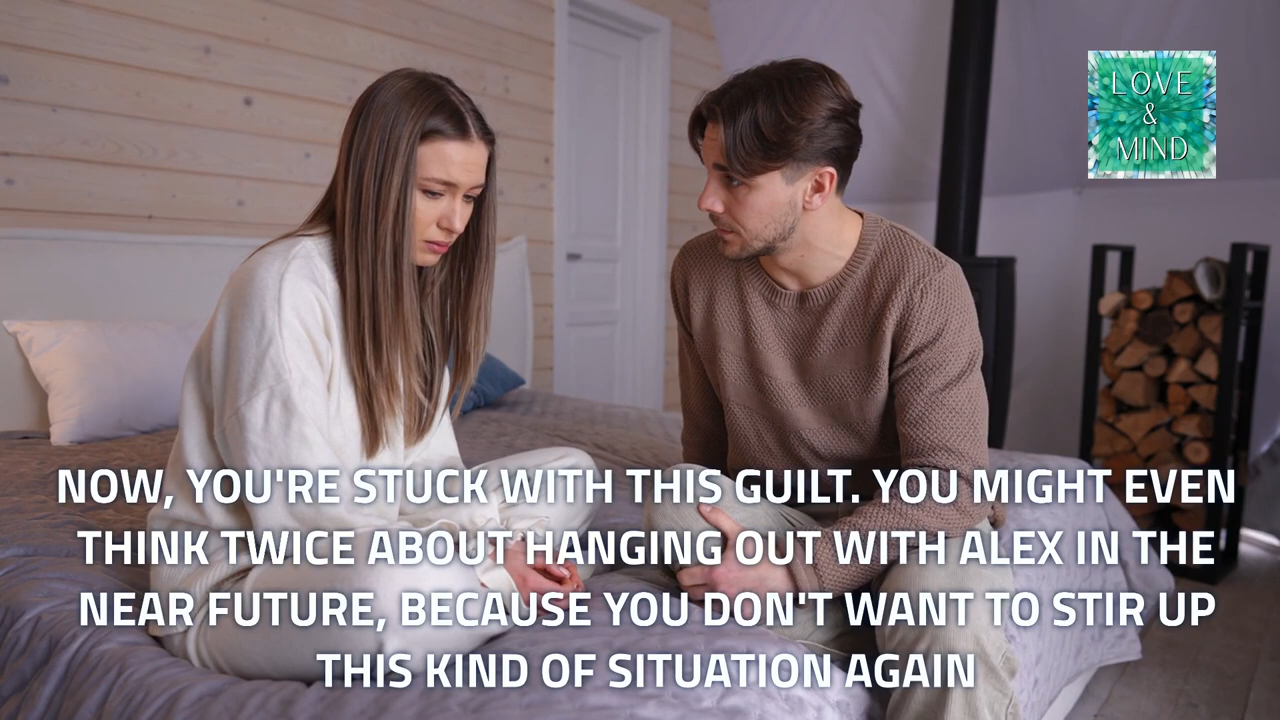 LOVE
&
MIND
NOW, YOU'RE STUCK WITH THIS GUILT. YOU MIGHT EVEN
THINK TWICE ABOUT HANGING OUT WITH ALEX IN THE
NEAR FUTURE, BECAUSE YOU DON'T WANT TO STIR UP
THIS KIND OF SITUATION AGAIN